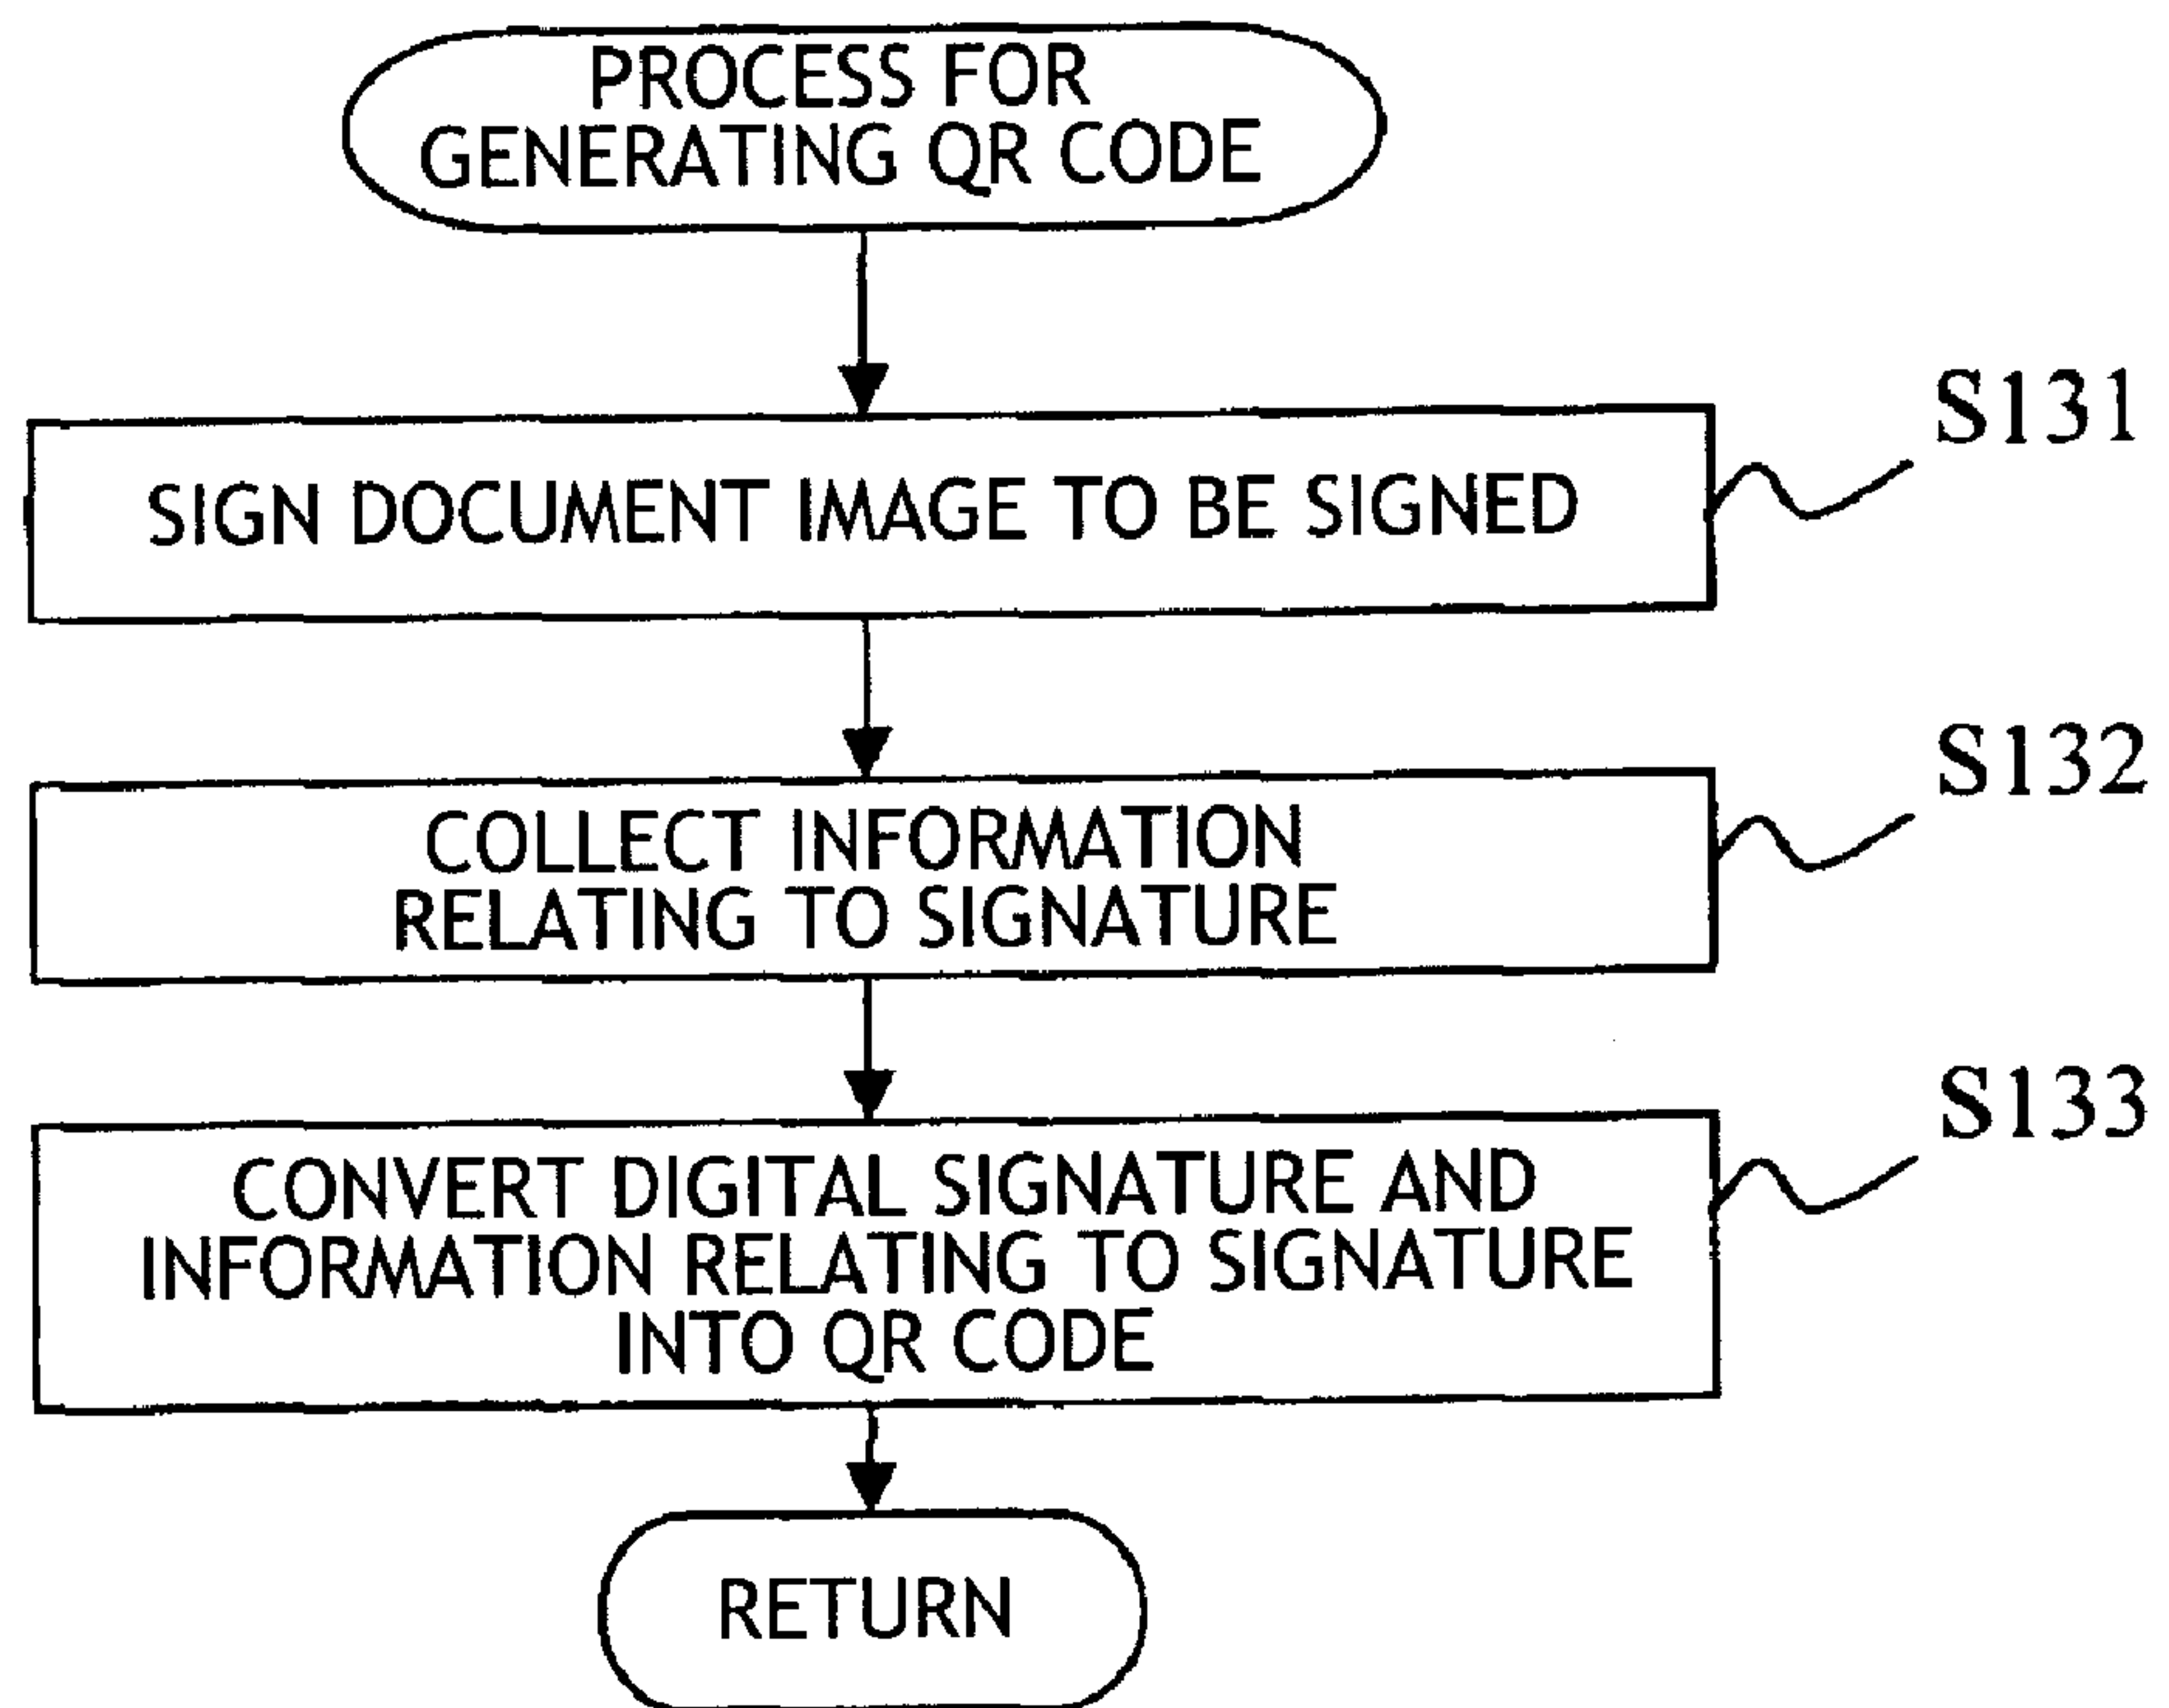 PROCESS FOR
GENERATING QR CODE
S131
SIGN DOCUMENT IMAGE TO BE SIGNED
S132
COLLECT INFORMATION
RELATING TO SIGNATURE
S133
CONVERT DIGITAL SIGNATURE AND
INFORMATION RELATING TO SIGNATURE
INTO QR CODE
RETURN